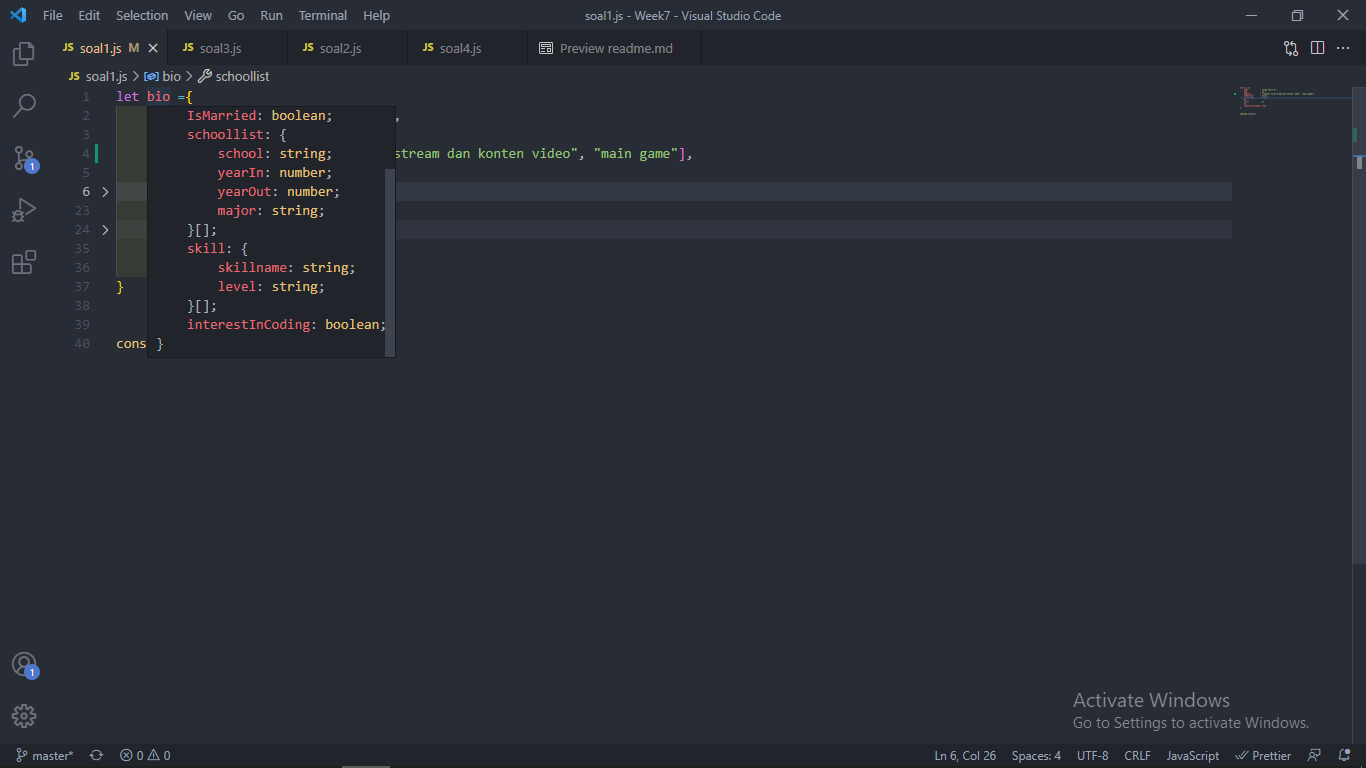 File Edit Selection View Go Run Terminal Help soal1.js - Week7 - Visual Studio Code
JS soal1.js M JS soal3.js JS soal2.js JS soal4.js Preview readme.md
JS soal1.js > bio > schoollist
1 let bio ={
2 IsMarried: boolean; ,
3 schoollist: {
4 school: string; stream dan konten video", "main game"],
5 yearIn: number;
6 yearOut: number;
23 major: string;
24 }[];
35 skill: {
36 skillname: string;
37 } level: string;
38 }[];
39 interestInCoding: boolean;
40 cons }
1
1
Activate Windows
Go to Settings to activate Windows.
master* 0 0 Ln 6, Col 26 Spaces: 4 UTF-8 CRLF JavaScript Prettier